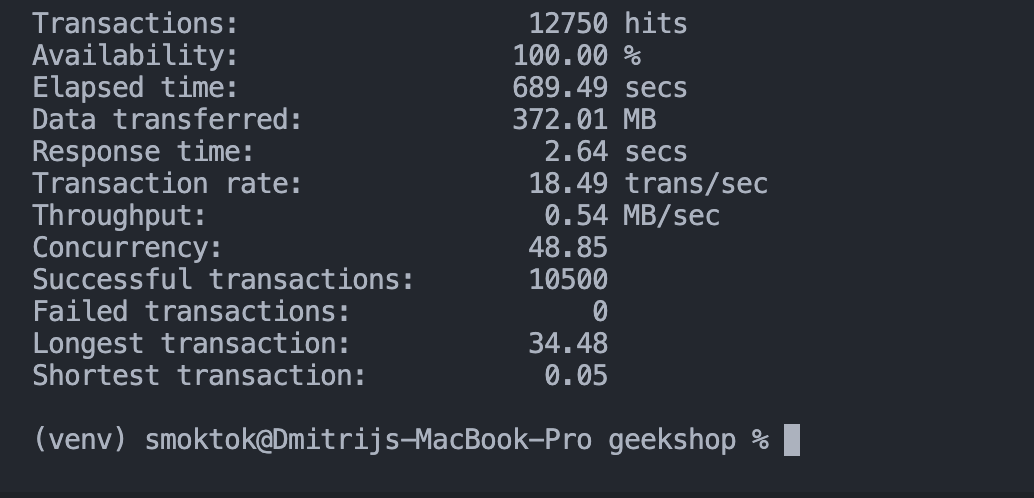 Transactions: 12750 hits
Availability: 100.00 %
Elapsed time: 689.49 secs
Data transferred: 372.01 MB
Response time: 2.64 secs
Transaction rate: 18.49 trans/sec
Throughput: 0.54 MB/sec
Concurrency: 48.85
Successful transactions: 10500
Failed transactions: 0
Longest transaction: 34.48
Shortest transaction: 0.05
(venv) smoktok@Dmitrijs-MacBook-Pro geekshop %